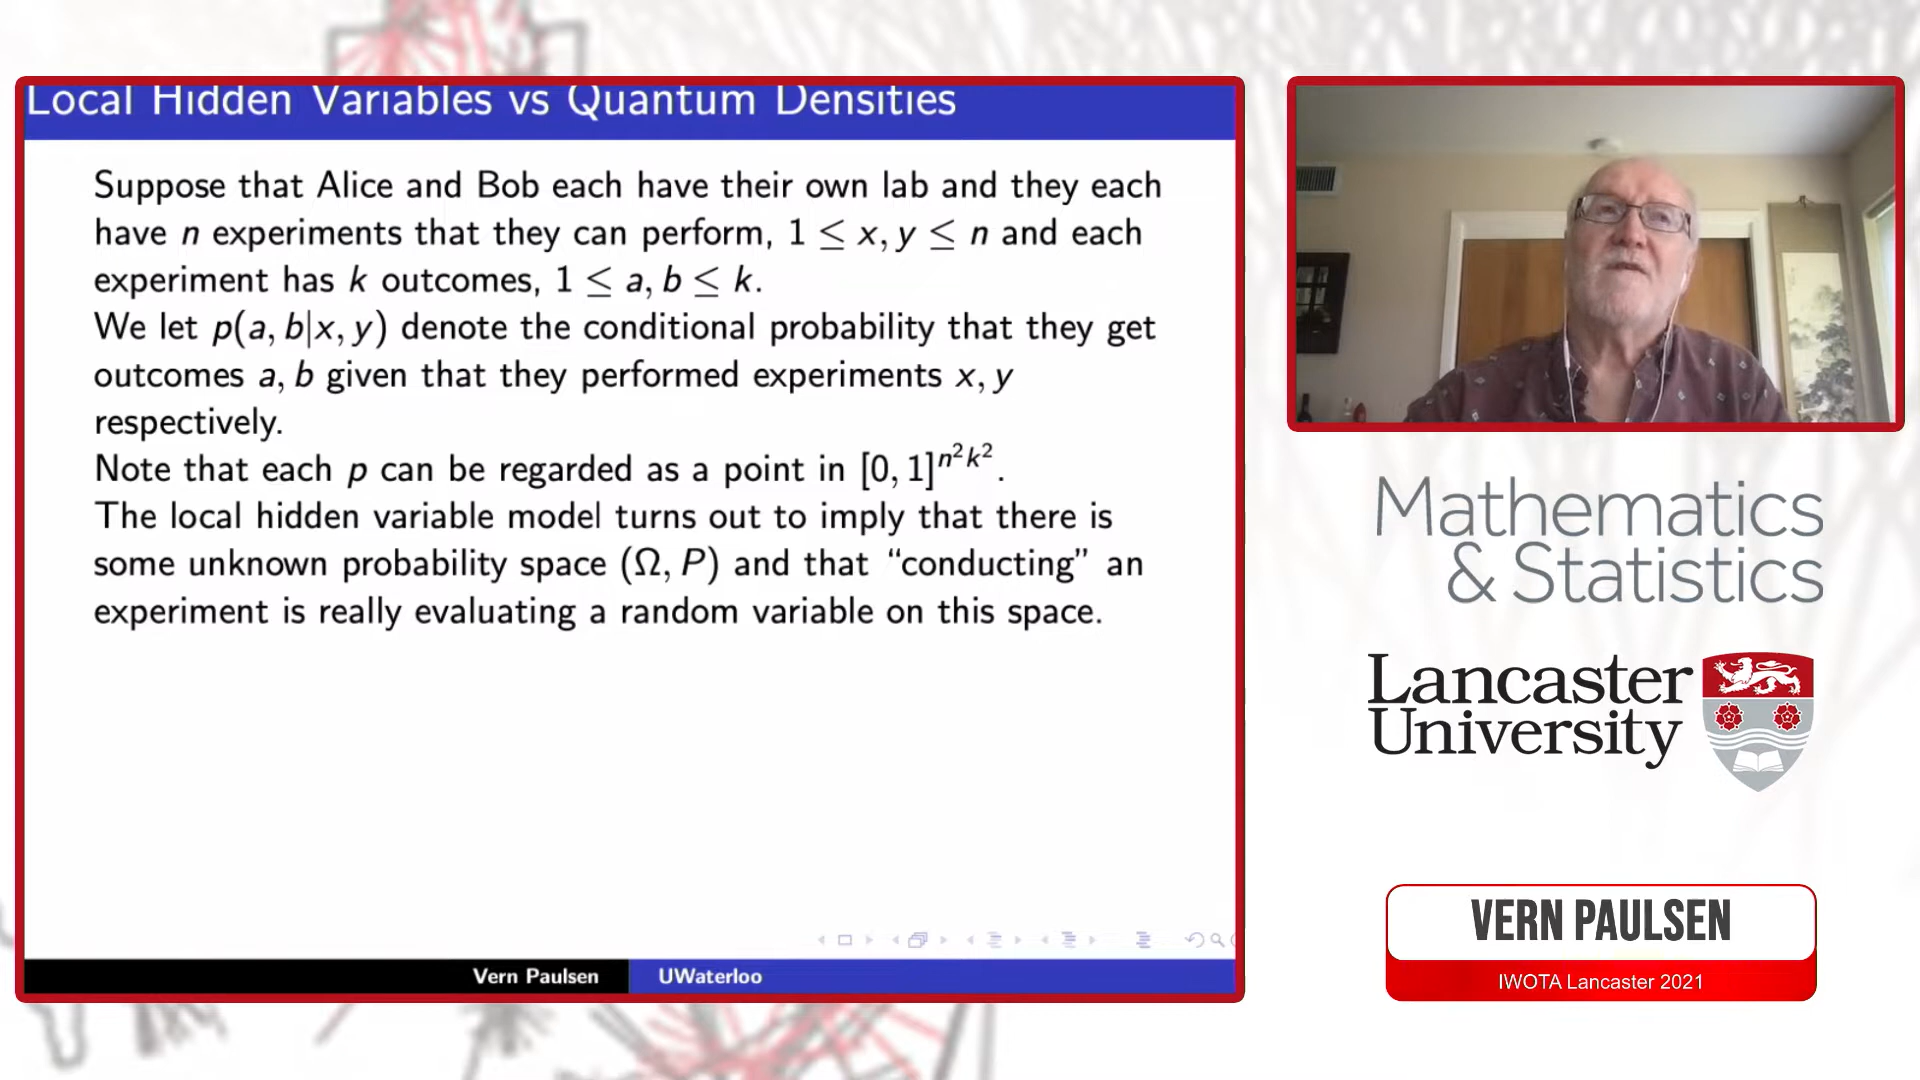 Local Hidden Variables vs Quantum Densities
Suppose that Alice and Bob each have their own lab and they each
have n experiments that they can perform, 1 ≤ x, y ≤ n and each
experiment has k outcomes, 1 ≤ a, b ≤ k.
We let p(a, b|x, y) denote the conditional probability that they get
outcomes a, b given that they performed experiments x, y
respectively.
Note that each p can be regarded as a point in [0, 1]^{n²k²}.
The local hidden variable model turns out to imply that there is
some unknown probability space (Ω, P) and that “conducting” an
experiment is really evaluating a random variable on this space.
Vern Paulsen UWaterloo
Mathematics
& Statistics
Lancaster
University
VERN PAULSEN
IWOTA Lancaster 2021